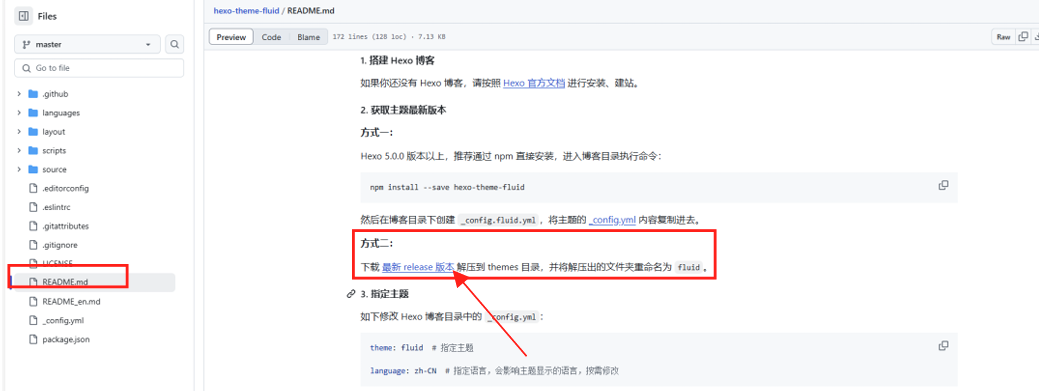 Files
master
Go to file
.github
languages
layout
scripts
source
.editorconfig
.eslintrc
.gitattributes
.gitignore
LICENSE
README.md
README_en.md
_config.yml
package.json
hexo-theme-fluid / README.md
Preview Code Blame 172 lines (128 loc) · 7.13 KB Raw
1. 搭建 Hexo 博客
如果你还没有 Hexo 博客，请按照 Hexo 官方文档 进行安装、建站。
2. 获取主题最新版本
方式一：
Hexo 5.0.0 版本以上，推荐通过 npm 直接安装，进入博客目录执行命令：
npm install --save hexo-theme-fluid
然后在博客目录下创建 _config.fluid.yml，将主题的 _config.yml 内容复制进去。
方式二：
下载 最新 release 版本 解压到 themes 目录，并将解压出的文件夹重命名为 fluid。
3. 指定主题
如下修改 Hexo 博客目录中的 _config.yml：
theme: fluid # 指定主题
language: zh-CN # 指定语言，会影响主题显示的语言，按需修改